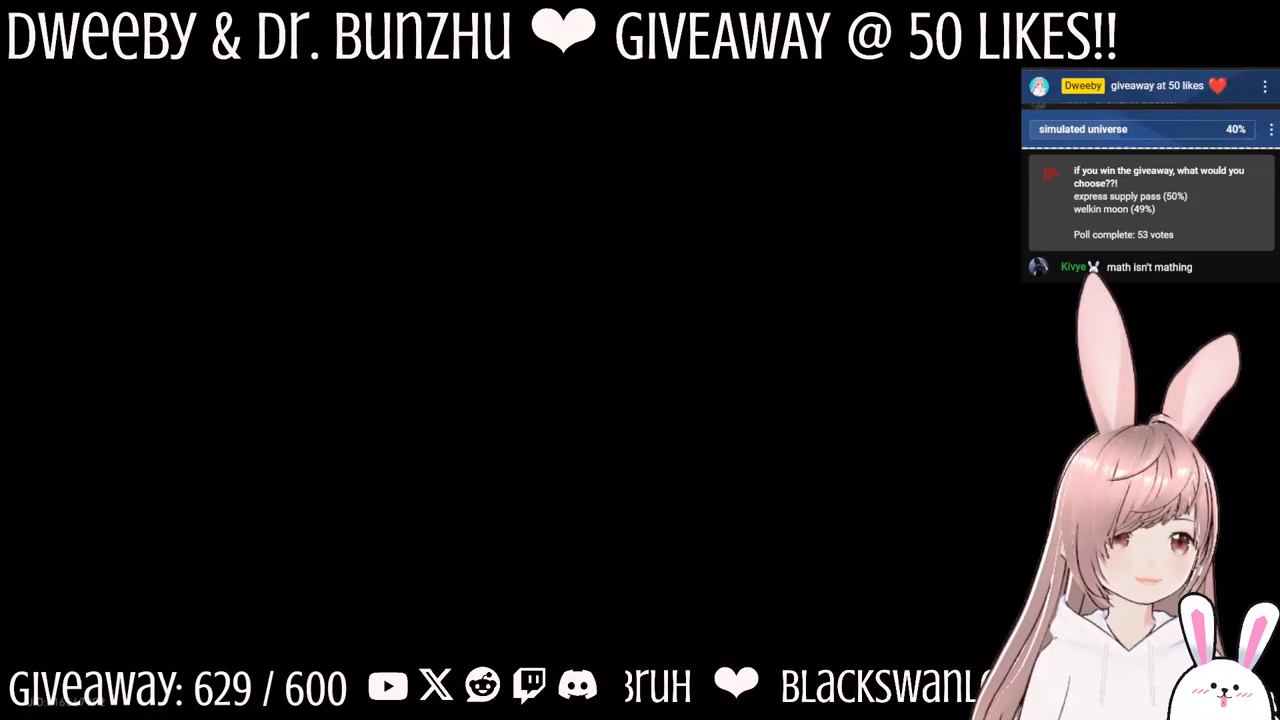 Dweeby & Dr. Bunzhu ❤ GIVEAWAY @ 50 LIKES!!
Dweeby giveaway at 50 likes ❤️
simulated universe 40%
if you win the giveaway, what would you
choose??!
express supply pass (50%)
welkin moon (49%)
Poll complete: 53 votes
Kivye math isn't mathing
Giveaway: 629 / 600
BRUH ❤ BLACKSWANL